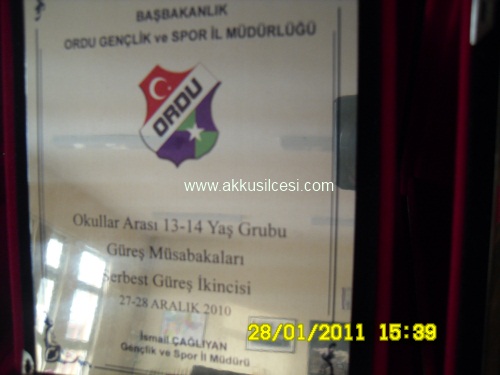 BAŞBAKANLIK
ORDU GENÇLİK ve SPOR İL MÜDÜRLÜĞÜ
ORDU
www.akkusilcesi.com
Okullar Arası 13-14 Yaş Grubu
Güreş Müsabakaları
Serbest Güreş İkincisi
27-28 ARALIK 2010
İsmail ÇAĞLIYAN
Gençlik ve Spor İl Müdürü
28/01/2011 15:39